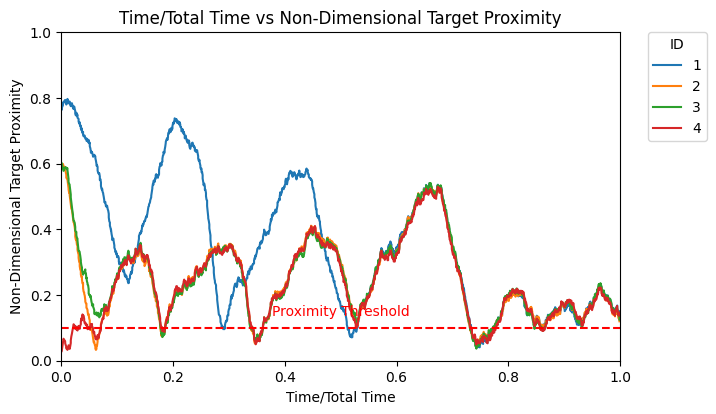 Time/Total Time vs Non-Dimensional Target Proximity
Non-Dimensional Target Proximity
1.0
0.8
0.6
0.4
0.2
0.0
Proximity Threshold
0.0 0.2 0.4 0.6 0.8 1.0
Time/Total Time
ID
1
2
3
4